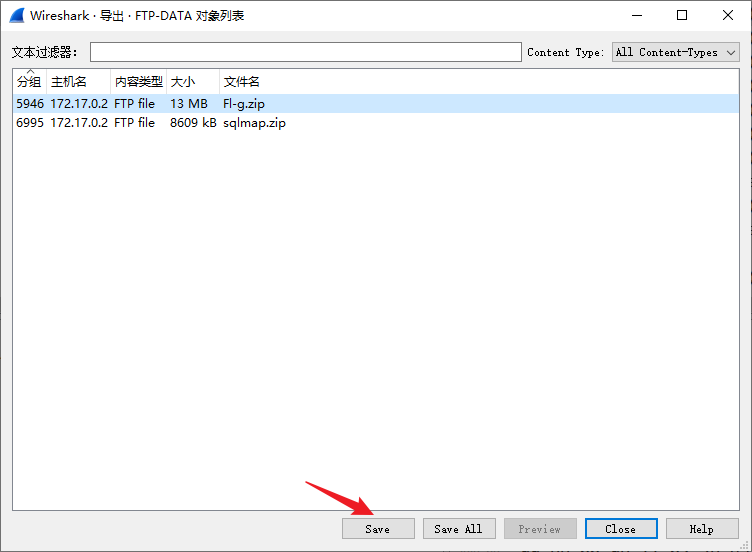 Wireshark · 导出 · FTP-DATA 对象列表
文本过滤器： Content Type: All Content-Types
分组 主机名 内容类型 大小 文件名
5946 172.17.0.2 FTP file 13 MB Fl-g.zip
6995 172.17.0.2 FTP file 8609 kB sqlmap.zip
Save Save All Preview Close Help